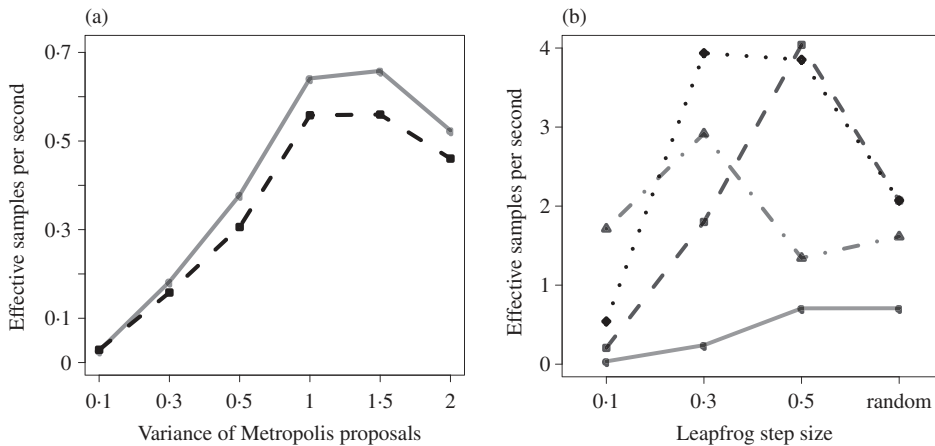 (a)
Effective samples per second
0·7
0·5
0·3
0·1
0
0·1 0·3 0·5 1 1·5 2
Variance of Metropolis proposals
(b)
Effective samples per second
4
3
2
1
0
0·1 0·3 0·5 random
Leapfrog step size